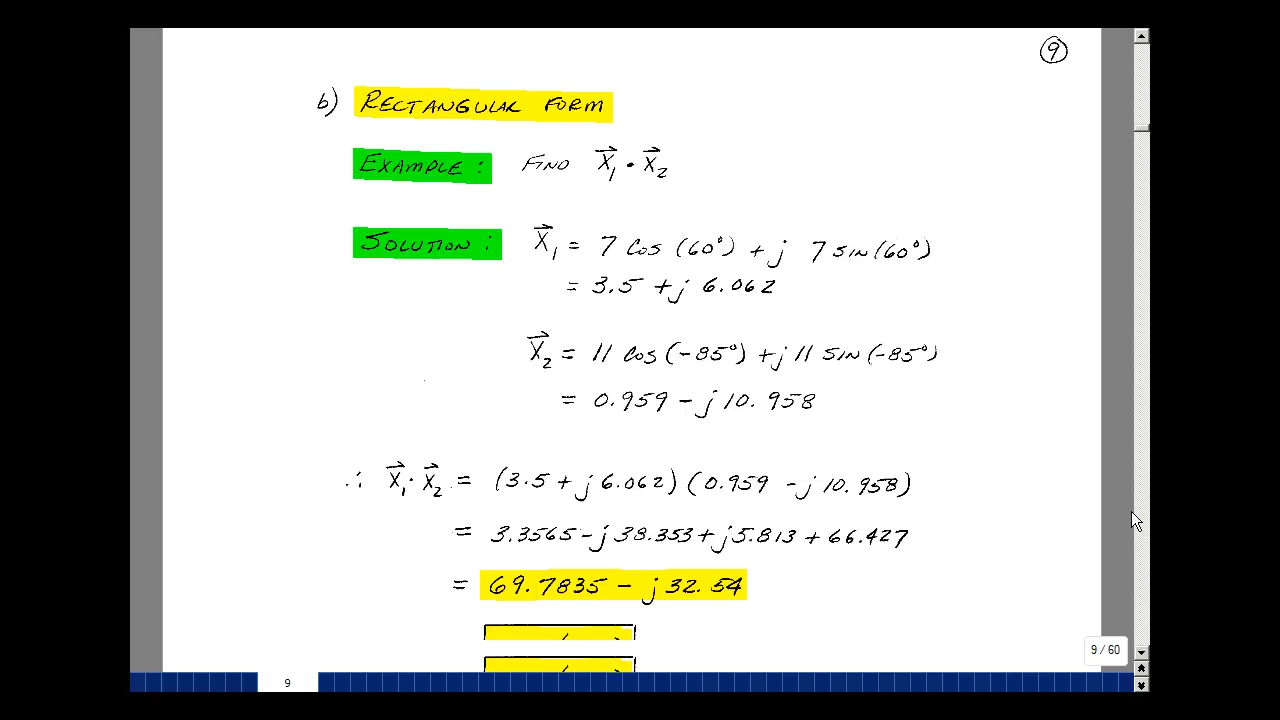 ⑨
b) RECTANGULAR FORM
EXAMPLE: FIND X⃗₁ • X⃗₂
SOLUTION: X⃗₁ = 7 cos (60°) + j 7 sin (60°)
= 3.5 + j 6.062
X⃗₂ = 11 cos (-85°) + j 11 sin (-85°)
= 0.959 - j 10.958
∴ X⃗₁ · X⃗₂ = (3.5 + j 6.062) (0.959 - j 10.958)
= 3.3565 - j 38.353 + j 5.813 + 66.427
= 69.7835 - j 32.54
9 / 60
9